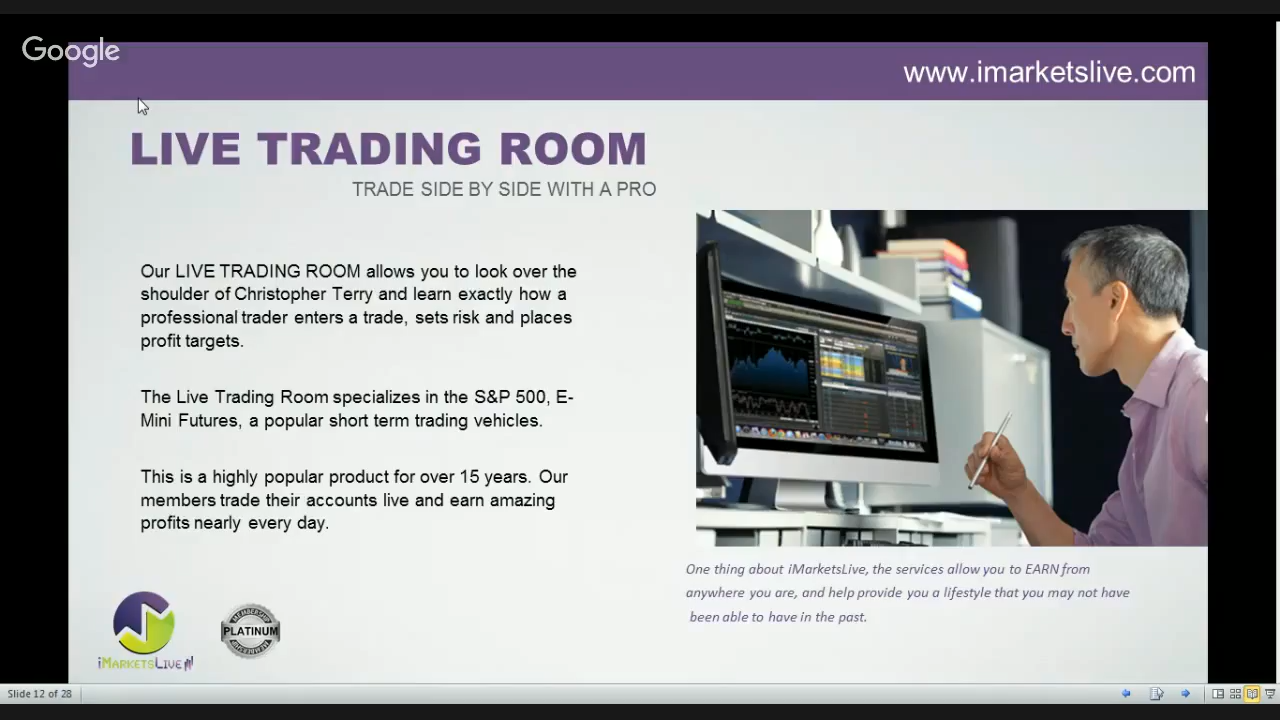 Google
www.imarketslive.com
LIVE TRADING ROOM
TRADE SIDE BY SIDE WITH A PRO
Our LIVE TRADING ROOM allows you to look over the
shoulder of Christopher Terry and learn exactly how a
professional trader enters a trade, sets risk and places
profit targets.
The Live Trading Room specializes in the S&P 500, E-
Mini Futures, a popular short term trading vehicles.
This is a highly popular product for over 15 years. Our
members trade their accounts live and earn amazing
profits nearly every day.
One thing about iMarketsLive, the services allow you to EARN from
anywhere you are, and help provide you a lifestyle that you may not have
been able to have in the past.
MEMBERSHIP
PLATINUM
MEMBERSHIP
iMARKETSLIVE
Slide 12 of 28